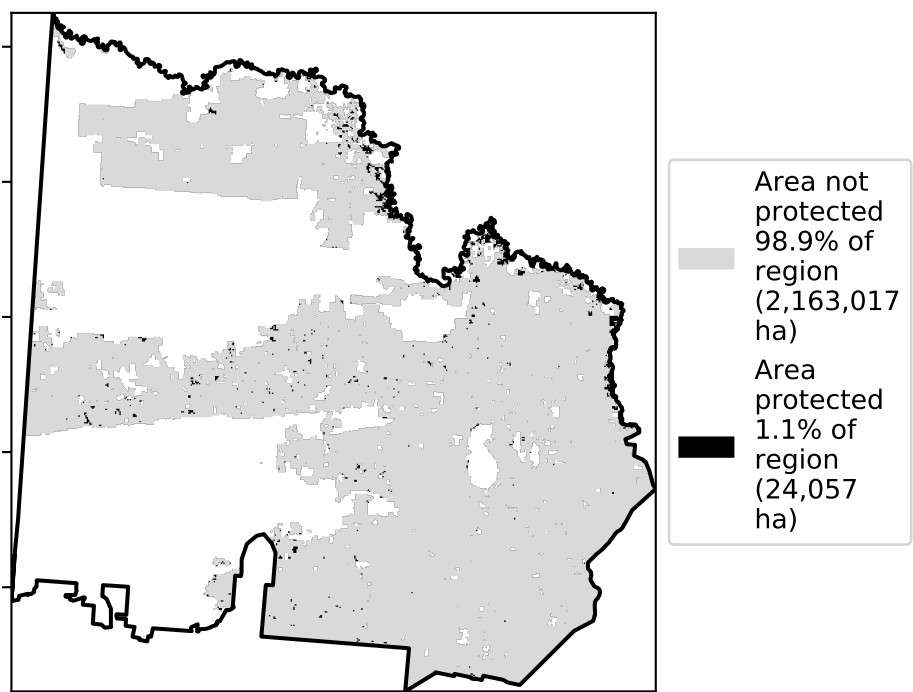 Area not
protected
98.9% of
region
(2,163,017
ha)
Area
protected
1.1% of
region
(24,057
ha)